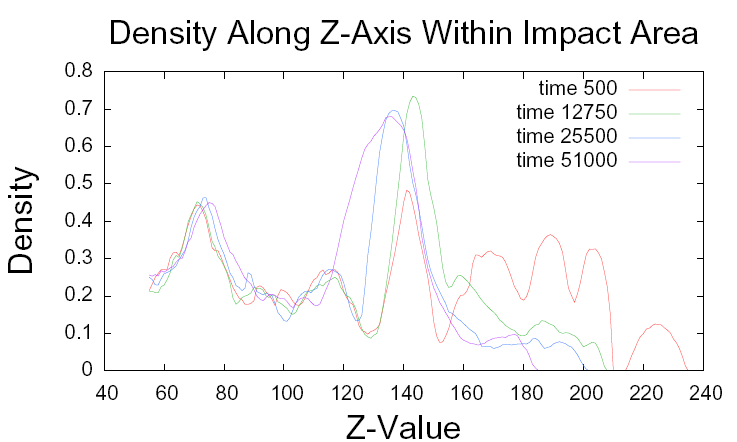 Density Along Z-Axis Within Impact Area
0.8
0.7
0.6
0.5
0.4
0.3
0.2
0.1
0
Density
time 500
time 12750
time 25500
time 51000
40 60 80 100 120 140 160 180 200 220 240
Z-Value